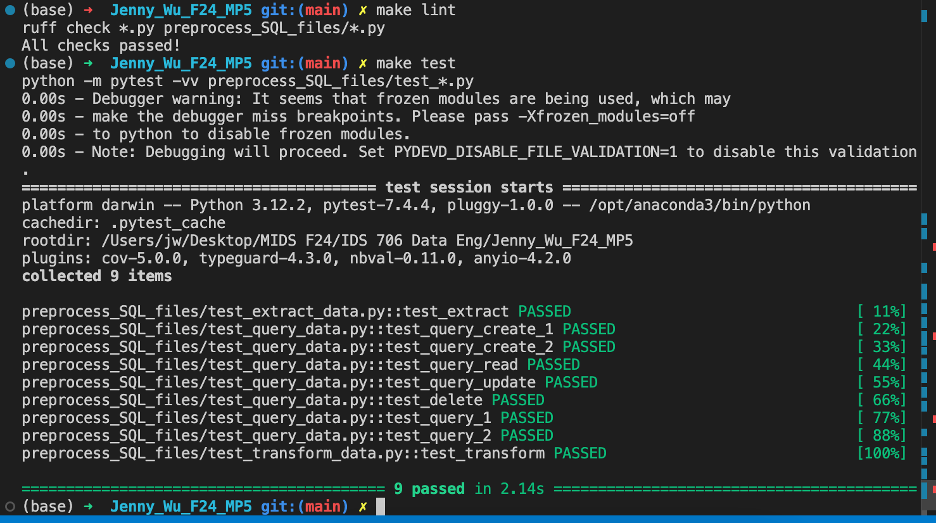 (base) ➜ Jenny_Wu_F24_MP5 git:(main) ✗ make lint
ruff check *.py preprocess_SQL_files/*.py
All checks passed!
(base) ➜ Jenny_Wu_F24_MP5 git:(main) ✗ make test
python -m pytest -vv preprocess_SQL_files/test_*.py
0.00s - Debugger warning: It seems that frozen modules are being used, which may
0.00s - make the debugger miss breakpoints. Please pass -Xfrozen_modules=off
0.00s - to python to disable frozen modules.
0.00s - Note: Debugging will proceed. Set PYDEVD_DISABLE_FILE_VALIDATION=1 to disable this validation
.
======================================== test session starts ========================================
platform darwin -- Python 3.12.2, pytest-7.4.4, pluggy-1.0.0 -- /opt/anaconda3/bin/python
cachedir: .pytest_cache
rootdir: /Users/jw/Desktop/MIDS F24/IDS 706 Data Eng/Jenny_Wu_F24_MP5
plugins: cov-5.0.0, typeguard-4.3.0, nbval-0.11.0, anyio-4.2.0
collected 9 items
preprocess_SQL_files/test_extract_data.py::test_extract PASSED [ 11%]
preprocess_SQL_files/test_query_data.py::test_query_create_1 PASSED [ 22%]
preprocess_SQL_files/test_query_data.py::test_query_create_2 PASSED [ 33%]
preprocess_SQL_files/test_query_data.py::test_query_read PASSED [ 44%]
preprocess_SQL_files/test_query_data.py::test_query_update PASSED [ 55%]
preprocess_SQL_files/test_query_data.py::test_delete PASSED [ 66%]
preprocess_SQL_files/test_query_data.py::test_query_1 PASSED [ 77%]
preprocess_SQL_files/test_query_data.py::test_query_2 PASSED [ 88%]
preprocess_SQL_files/test_transform_data.py::test_transform PASSED [100%]
========================================= 9 passed in 2.14s =========================================
(base) ➜ Jenny_Wu_F24_MP5 git:(main) ✗